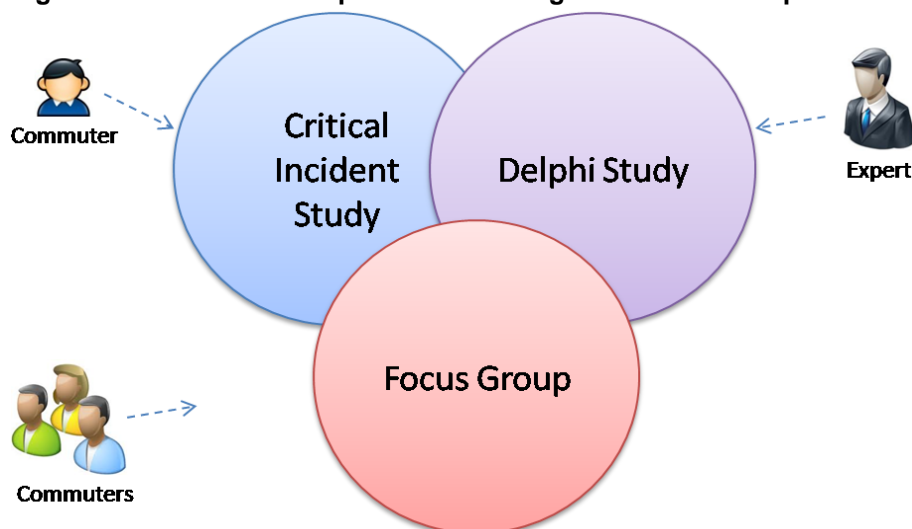 Commuter
Critical
Incident
Study
Delphi Study
Expert
Focus Group
Commuters